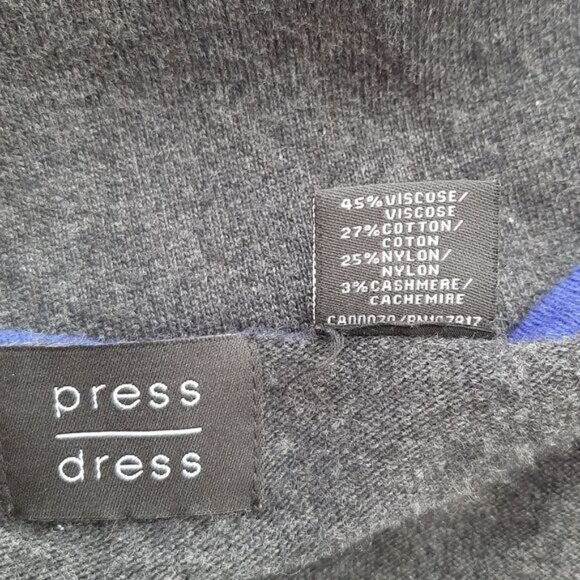 45%VISCOSE/
VISCOSE
27%COTTON/
COTON
25%NYLON/
NYLON
3%CASHMERE/
CACHEMIRE
press
dress